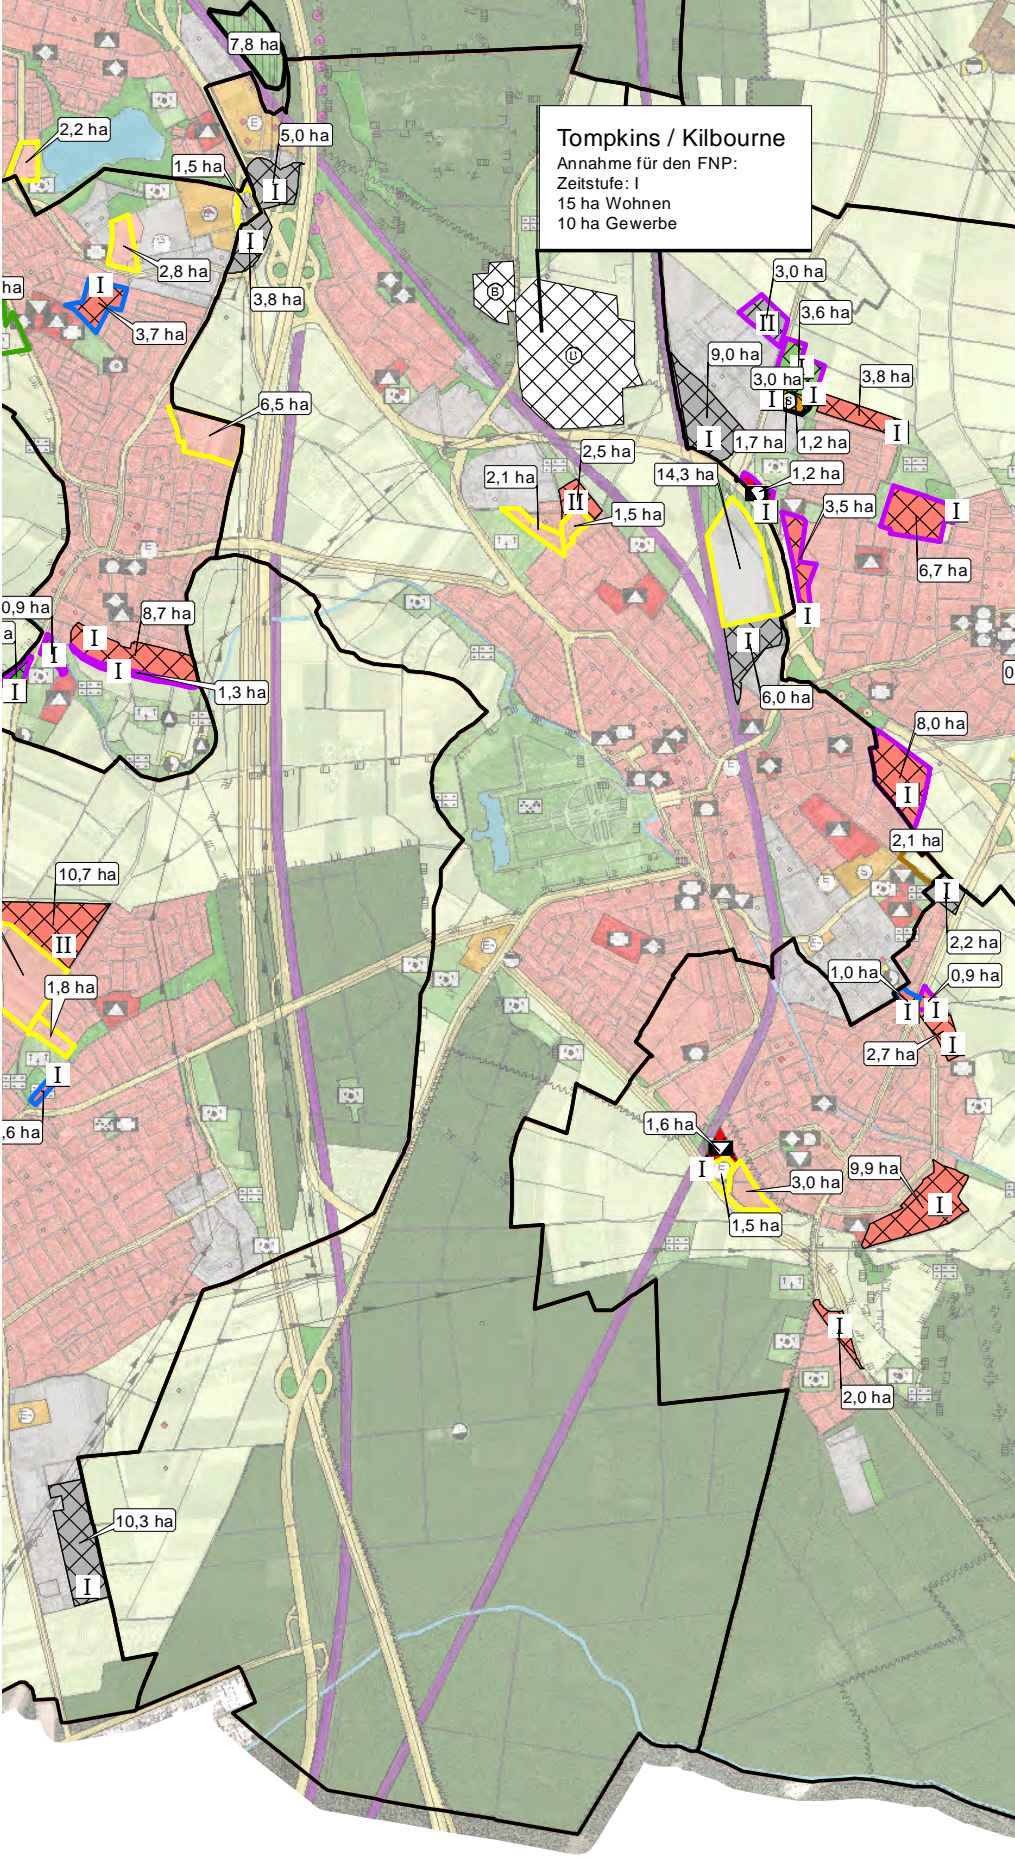 7,8 ha
2,2 ha
5,0 ha
1,5 ha
I
I
2,8 ha
3,8 ha
ha
I
3,7 ha
Tompkins / Kilbourne
Annahme für den FNP:
Zeitstufe: I
15 ha Wohnen
10 ha Gewerbe
B
3,0 ha
II
3,6 ha
9,0 ha
I
3,0 ha
I
S
I
3,8 ha
I
I
1,7 ha
1,2 ha
6,5 ha
2,5 ha
2,1 ha
II
1,5 ha
14,3 ha
1,2 ha
I
3,5 ha
I
6,7 ha
I
0,9 ha
8,7 ha
I
a
I
I
I
1,3 ha
I
6,0 ha
0
8,0 ha
I
2,1 ha
I
2,2 ha
10,7 ha
II
1,8 ha
1,0 ha
0,9 ha
I
I
2,7 ha
I
I
,6 ha
1,6 ha
I
3,0 ha
1,5 ha
9,9 ha
I
I
2,0 ha
10,3 ha
I